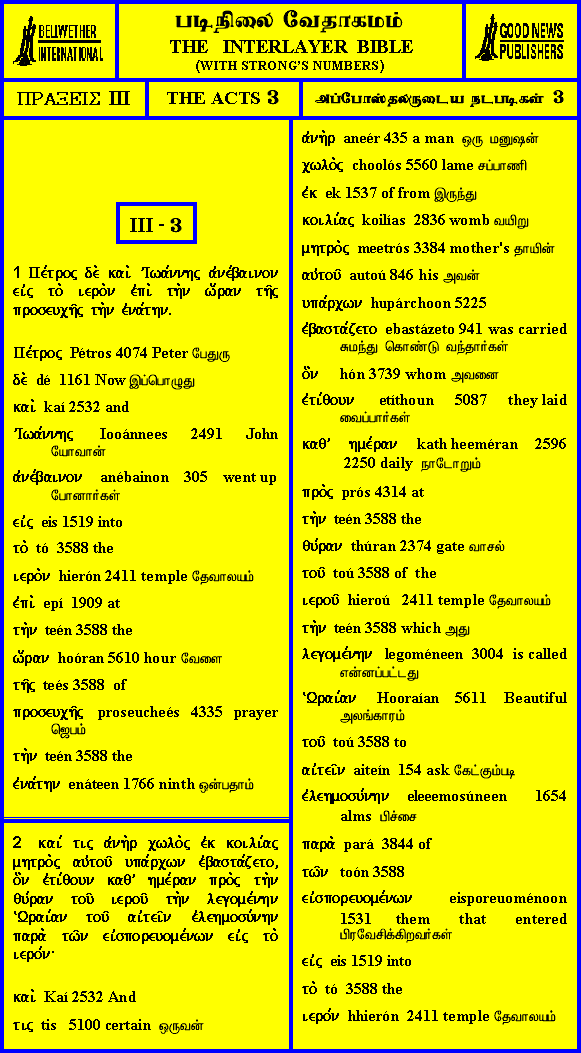 BELLWETHER
INTERNATIONAL
படிநிலை வேதாகமம்
THE INTERLAYER BIBLE
(WITH STRONG'S NUMBERS)
GOOD NEWS
PUBLISHERS
ΠΡΑΞΕΙΣ III
THE ACTS 3
அப்போஸ்தலருடைய நடபடிகள் 3
III - 3
1 Πέτρος δὲ καὶ Ἰωάννης ἀνέβαινον
εἰς τὸ ιερὸν ἐπὶ τὴν ὥραν τῆς
προσευχῆς τὴν ἐνάτην.
Πέτρος Pétros 4074 Peter பேதுரு
δὲ dé 1161 Now இப்பொழுது
καὶ kaí 2532 and
Ἰωάννης Iooánnees 2491 John
யோவான்
ἀνέβαινον anébainon 305 went up
போனார்கள்
εἰς eis 1519 into
τὸ tó 3588 the
ιερὸν hierón 2411 temple தேவாலயம்
ἐπὶ epí 1909 at
τὴν teén 3588 the
ὥραν hoóran 5610 hour வேளை
τῆς teés 3588 of
προσευχῆς proseucheés 4335 prayer
ஜெபம்
τὴν teén 3588 the
ἐνάτην enáteen 1766 ninth ஒன்பதாம்
2 καί τις ἀνὴρ χωλὸς ἐκ κοιλίας
μητρὸς αὐτοῦ υπάρχων ἐβαστάζετο,
ὃν ἐτίθουν καθ' ημέραν πρὸς τὴν
θύραν τοῦ ιεροῦ τὴν λεγομένην
Ὡραίαν τοῦ αἰτεῖν ἐλεημοσύνην
παρὰ τῶν εἰσπορευομένων εἰς τὸ
ιερόν·
καὶ Kaí 2532 And
τις tis 5100 certain ஒருவன்
ἀνὴρ aneér 435 a man ஒரு மனுஷன்
χωλὸς choolós 5560 lame சப்பாணி
ἐκ ek 1537 of from இருந்து
κοιλίας koilías 2836 womb வயிறு
μητρὸς meetrós 3384 mother's தாயின்
αὐτοῦ autoú 846 his அவன்
υπάρχων hupárchoon 5225
ἐβαστάζετο ebastázeto 941 was carried
சுமந்து கொண்டு வந்தார்கள்
ὃν hón 3739 whom அவனை
ἐτίθουν etíthoun 5087 they laid
வைப்பார்கள்
καθ' ημέραν kath heeméran 2596
2250 daily நாடோறும்
πρὸς prós 4314 at
τὴν teén 3588 the
θύραν thúran 2374 gate வாசல்
τοῦ toú 3588 of the
ιεροῦ hieroú 2411 temple தேவாலயம்
τὴν teén 3588 which அது
λεγομένην legoméneen 3004 is called
என்னப்பட்டது
Ὡραίαν Hooraían 5611 Beautiful
அலங்காரம்
τοῦ toú 3588 to
αἰτεῖν aiteín 154 ask கேட்கும்படி
ἐλεημοσύνην eleeemosúneen 1654
alms பிச்சை
παρὰ pará 3844 of
τῶν toón 3588
εἰσπορευομένων eisporeuoménoon
1531 them that entered
பிரவேசிக்கிறவர்கள்
εἰς eis 1519 into
τὸ tó 3588 the
ιερόν hhierón 2411 temple தேவாலயம்